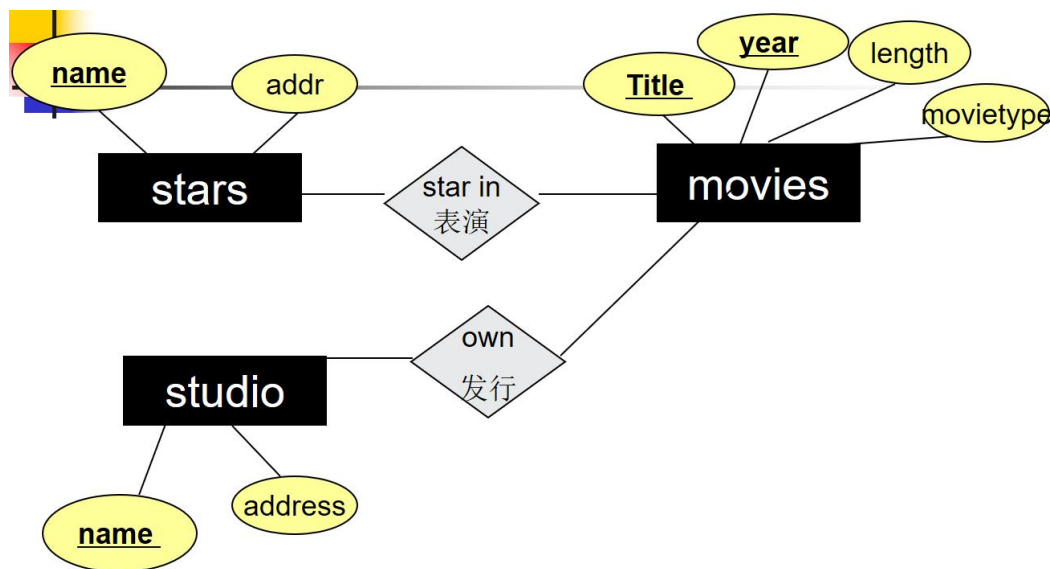 name
addr
Title
year
length
movietype
stars
star in
表演
movies
own
发行
studio
name
address